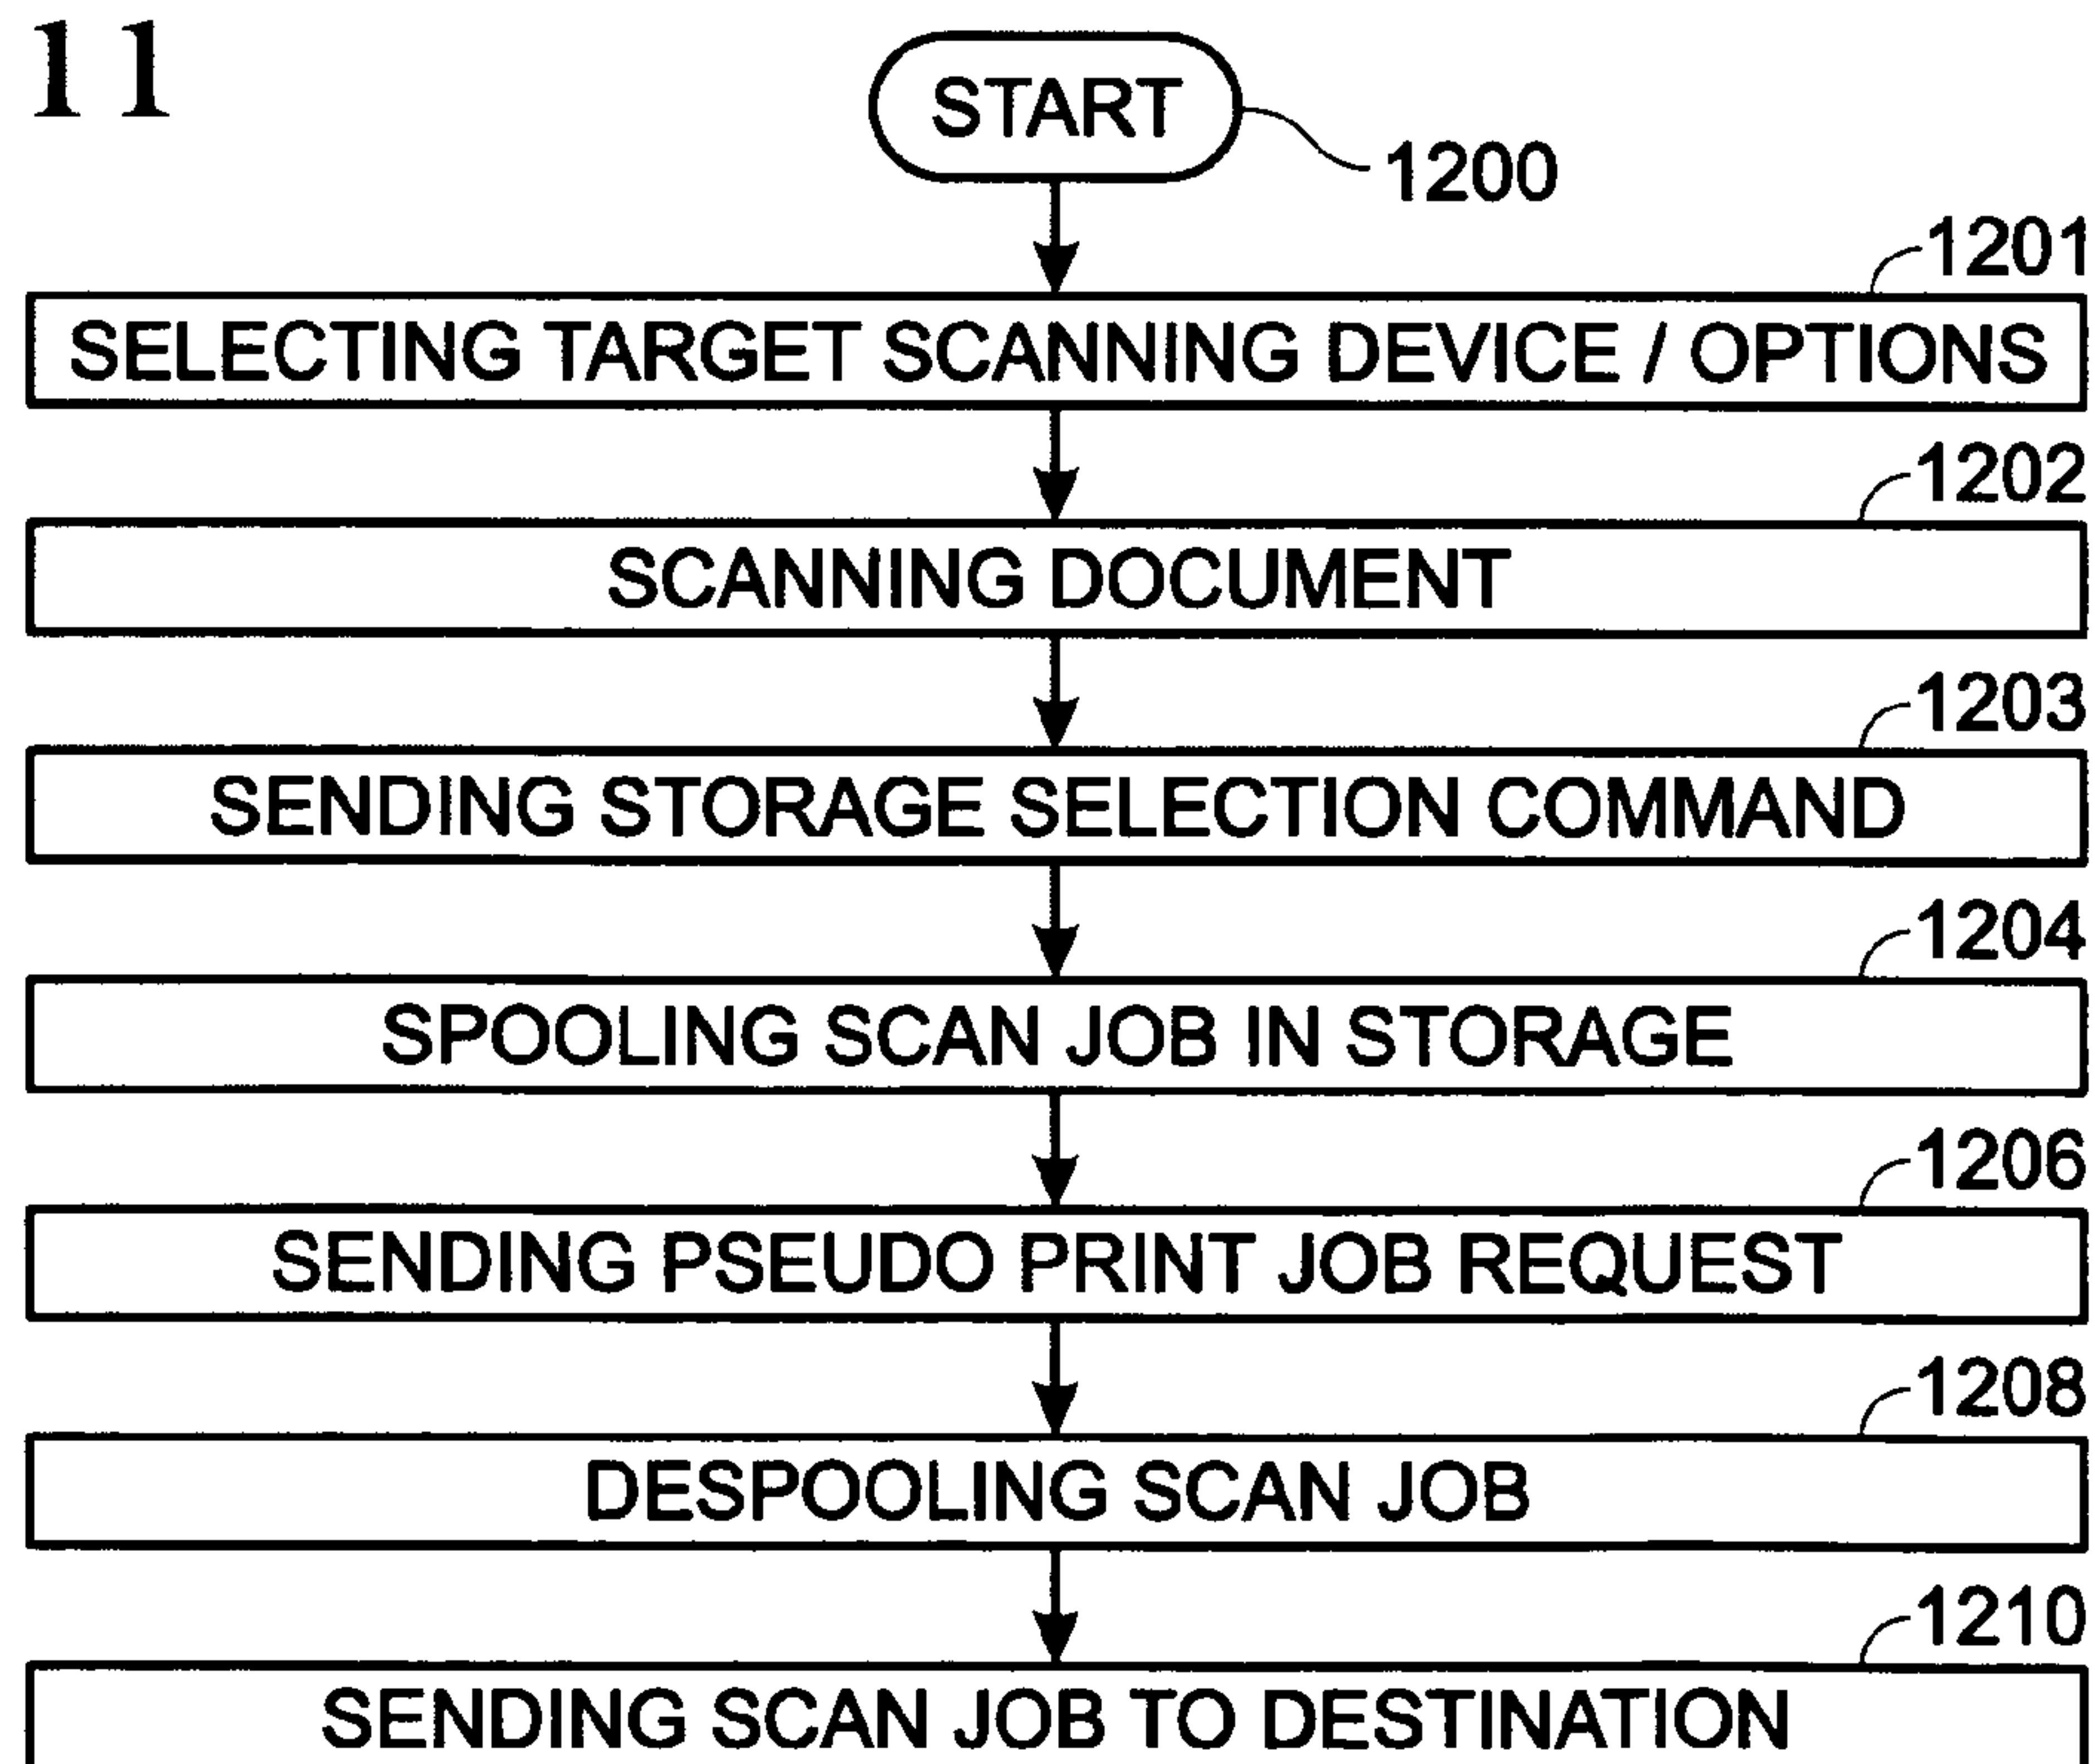 11
START
1200
1201
SELECTING TARGET SCANNING DEVICE / OPTIONS
1202
SCANNING DOCUMENT
1203
SENDING STORAGE SELECTION COMMAND
1204
SPOOLING SCAN JOB IN STORAGE
1206
SENDING PSEUDO PRINT JOB REQUEST
1208
DESPOOLING SCAN JOB
1210
SENDING SCAN JOB TO DESTINATION